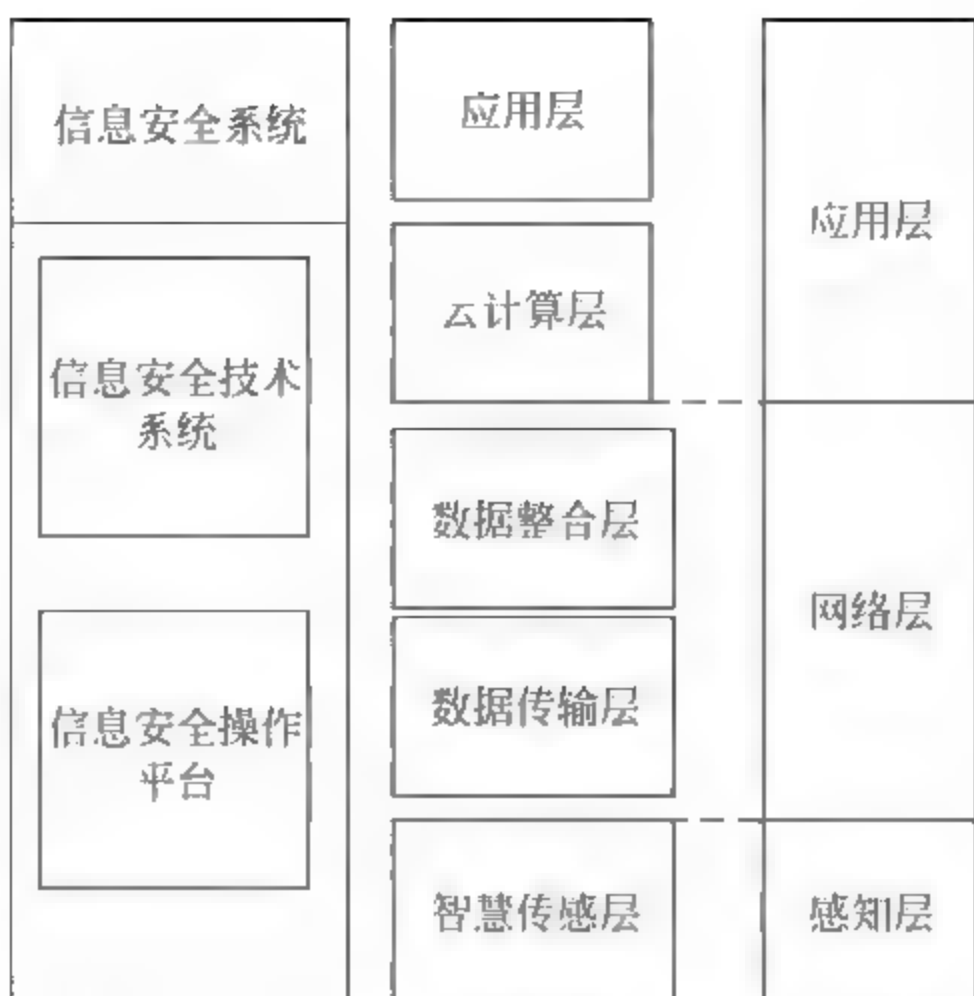 信息安全系统
信息安全技术
系统
信息安全操作
平台
应用层
云计算层
数据整合层
数据传输层
智慧传感层
应用层
网络层
感知层